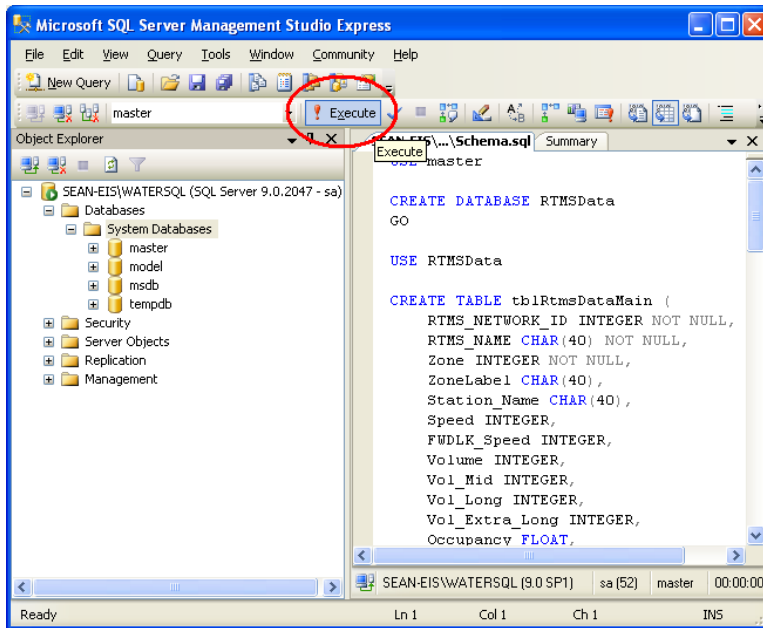 Microsoft SQL Server Management Studio Express
File Edit View Query Tools Window Community Help
New Query
master Execute
Object Explorer
SEAN-EIS\...\Schema.sql Summary
Execute
SEAN-EIS\WATERSQL (SQL Server 9.0.2047 - sa)
Databases
System Databases
master
model
msdb
tempdb
Security
Server Objects
Replication
Management
USE master
CREATE DATABASE RTMSData
GO
USE RTMSData
CREATE TABLE tblRtmsDataMain (
RTMS_NETWORK_ID INTEGER NOT NULL,
RTMS_NAME CHAR(40) NOT NULL,
Zone INTEGER NOT NULL,
ZoneLabel CHAR(40),
Station_Name CHAR(40),
Speed INTEGER,
FWDLK_Speed INTEGER,
Volume INTEGER,
Vol_Mid INTEGER,
Vol_Long INTEGER,
Vol_Extra_Long INTEGER,
Occupancy FLOAT,
SEAN-EIS\WATERSQL (9.0 SP1) sa (52) master 00:00:00
Ready Ln 1 Col 1 Ch 1 INS